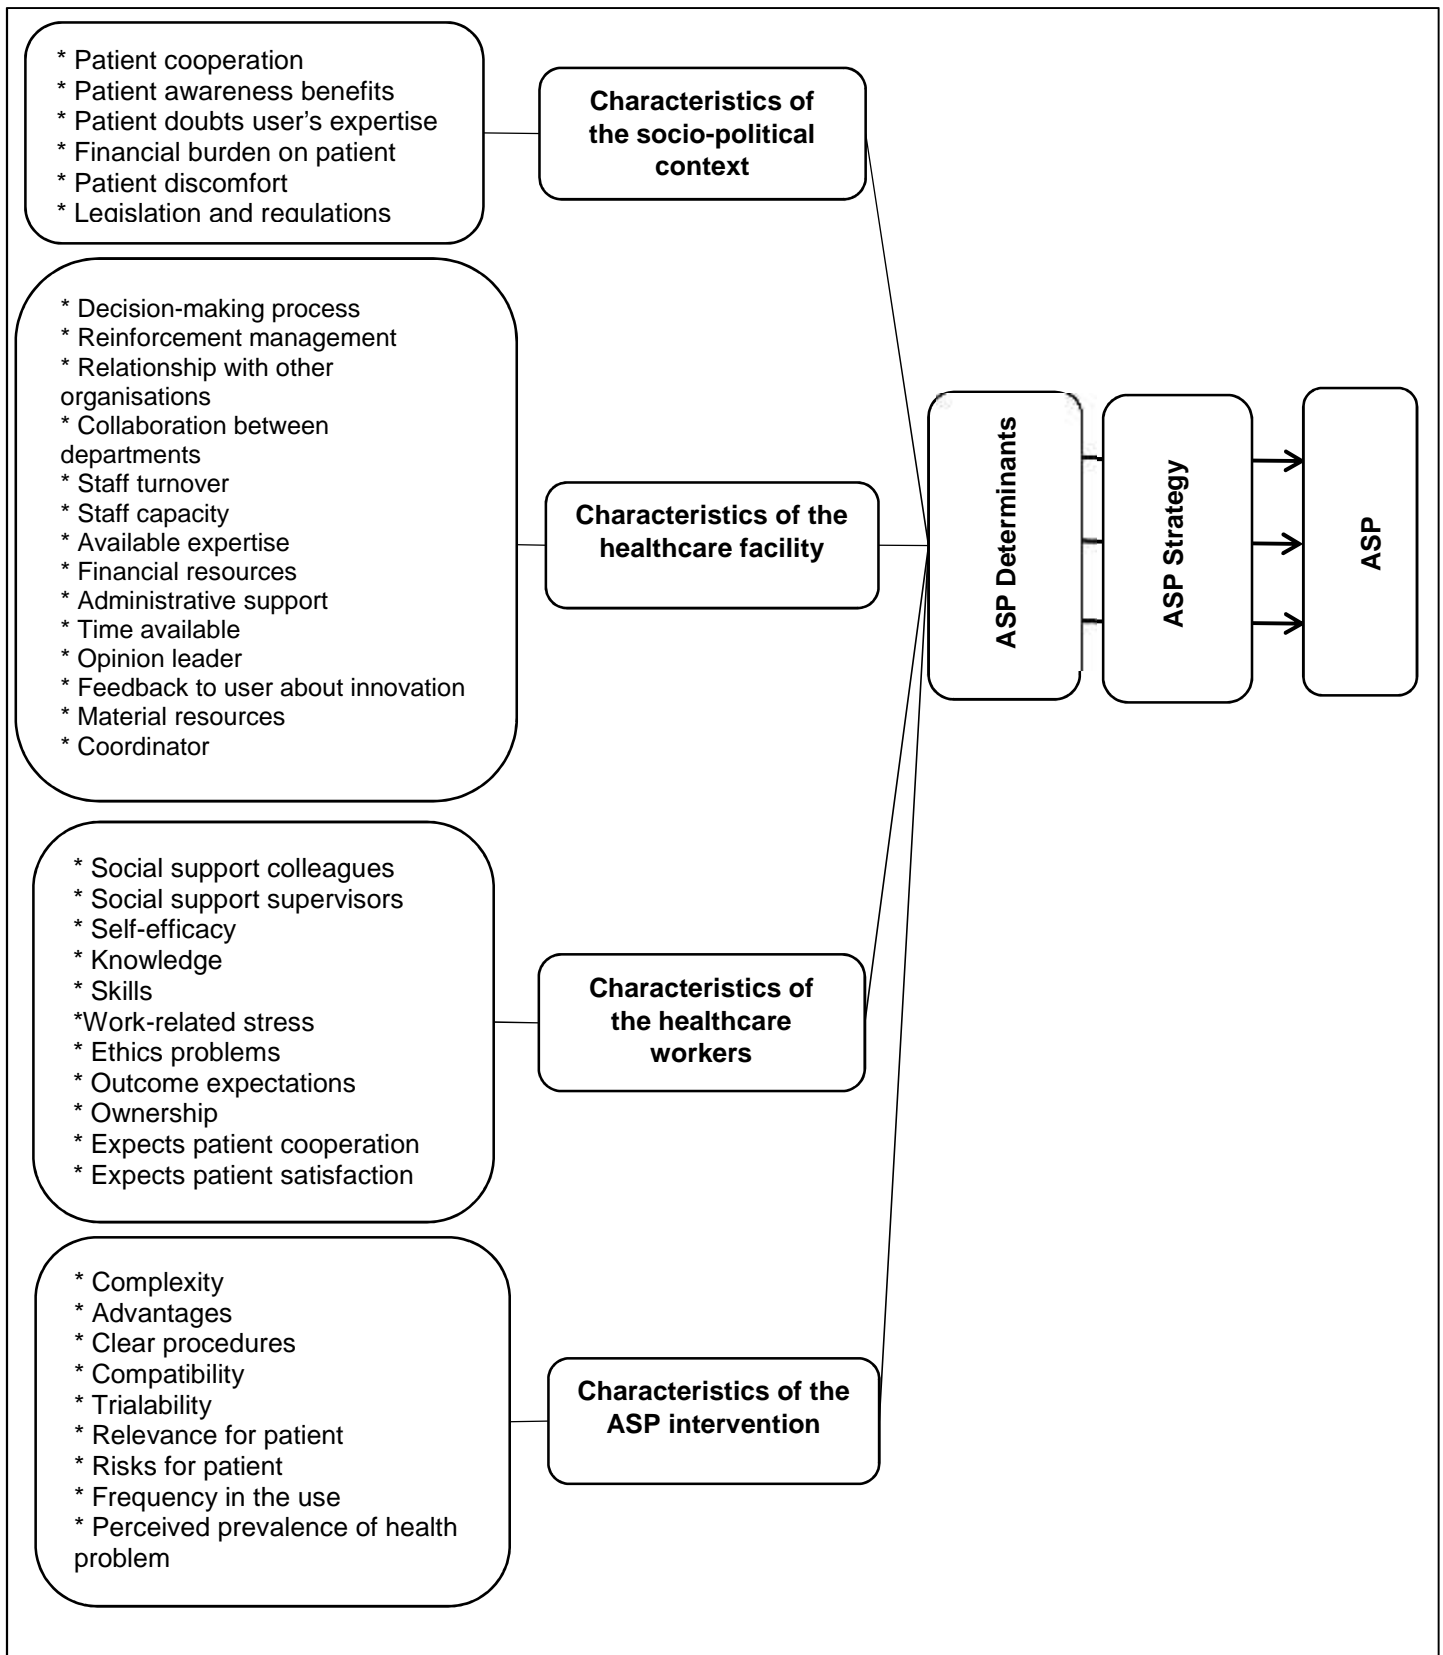 * Patient cooperation
* Patient awareness benefits
* Patient doubts user's expertise
* Financial burden on patient
* Patient discomfort
* Legislation and regulations
Characteristics of
the socio-political
context
* Decision-making process
* Reinforcement management
* Relationship with other
organisations
* Collaboration between
departments
* Staff turnover
* Staff capacity
* Available expertise
* Financial resources
* Administrative support
* Time available
* Opinion leader
* Feedback to user about innovation
* Material resources
* Coordinator
Characteristics of the
healthcare facility
ASP Determinants
ASP Strategy
ASP
* Social support colleagues
* Social support supervisors
* Self-efficacy
* Knowledge
* Skills
*Work-related stress
* Ethics problems
* Outcome expectations
* Ownership
* Expects patient cooperation
* Expects patient satisfaction
Characteristics of
the healthcare
workers
* Complexity
* Advantages
* Clear procedures
* Compatibility
* Trialability
* Relevance for patient
* Risks for patient
* Frequency in the use
* Perceived prevalence of health
problem
Characteristics of the
ASP intervention